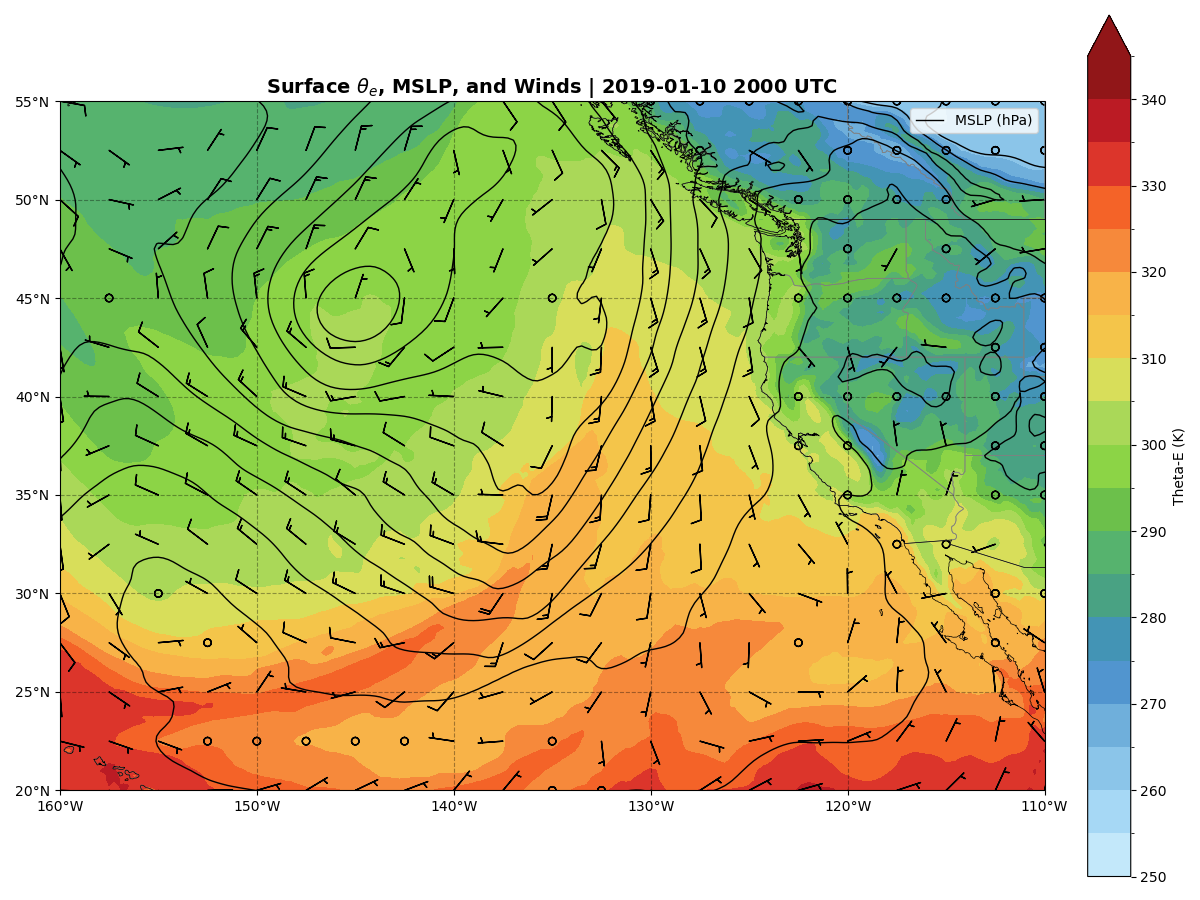 Surface θe, MSLP, and Winds | 2019-01-10 2000 UTC
MSLP (hPa)
55°N
50°N
45°N
40°N
35°N
30°N
25°N
20°N
160°W
150°W
140°W
130°W
120°W
110°W
340
330
320
310
300
290
280
270
260
250
Theta-E (K)